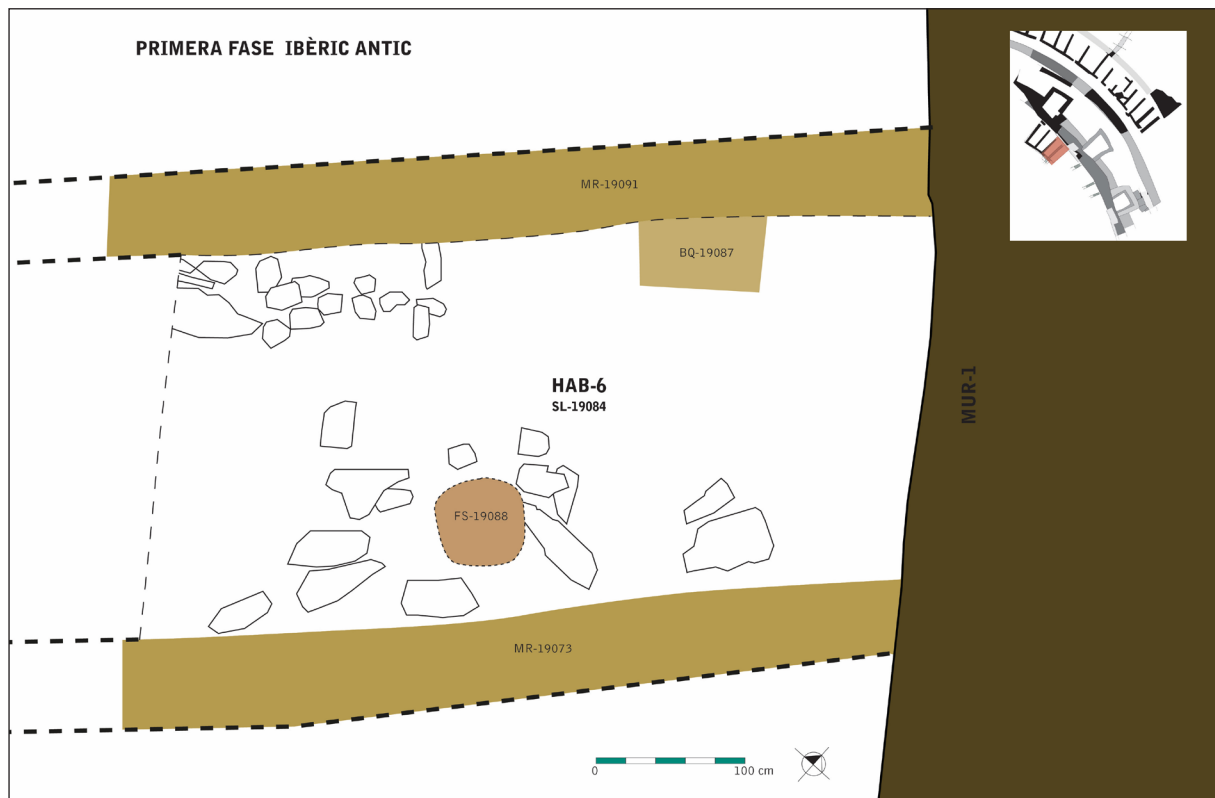 PRIMERA FASE IBÈRIC ANTIC
MR-19091
BQ-19087
HAB-6
SL-19084
MUR-1
FS-19088
MR-19073
0
100 cm